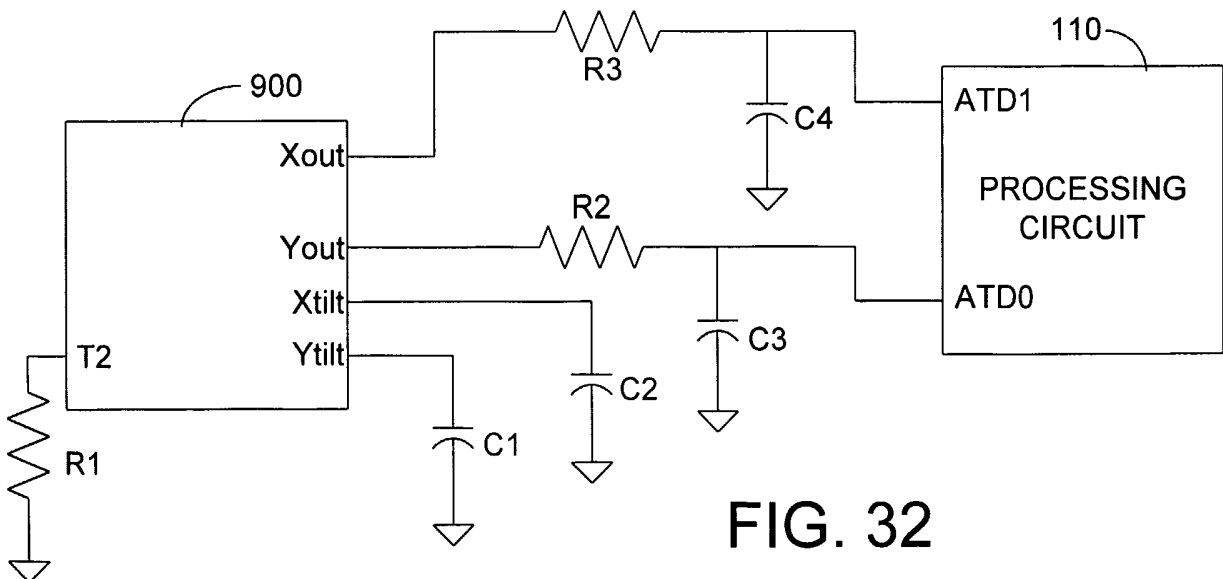 900
R3
110
Xout
C4
ATD1
PROCESSING
CIRCUIT
R2
Yout
Xtilt
ATD0
C3
T2
Ytilt
C2
C1
R1
FIG. 32